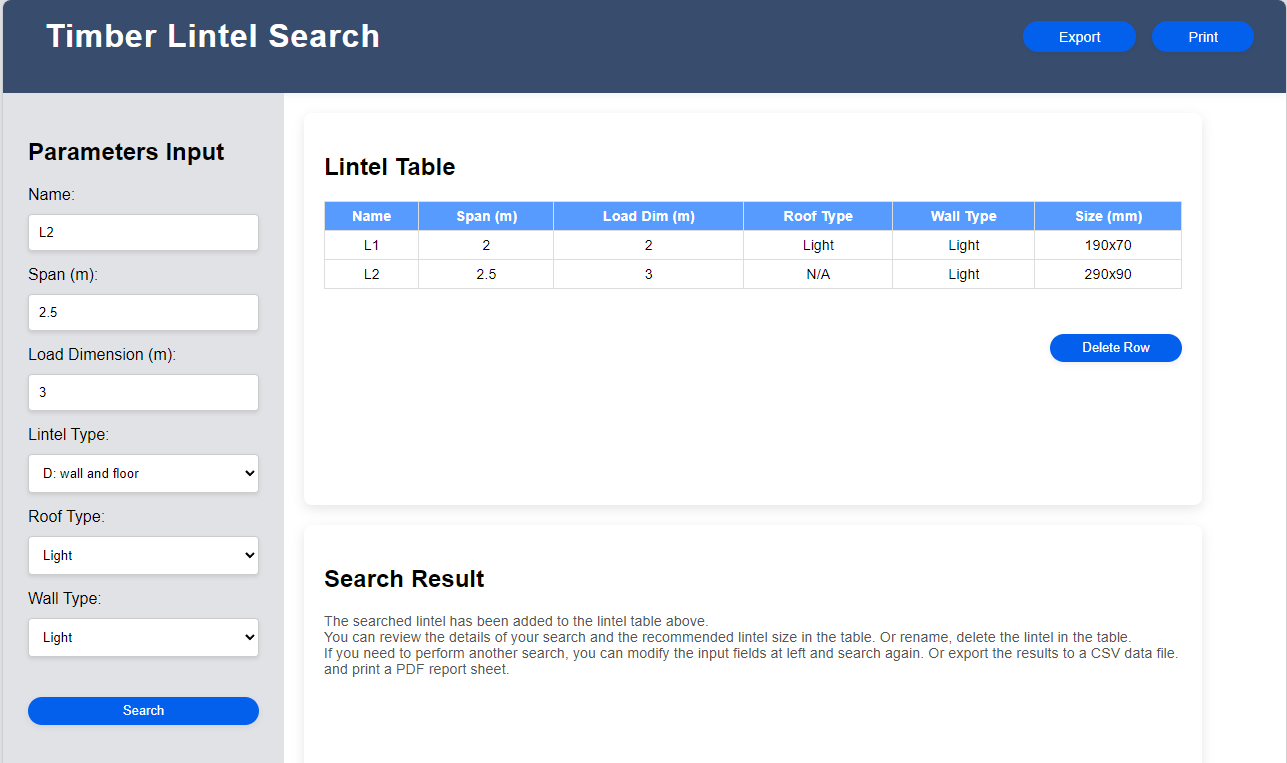 Timber Lintel Search
Export
Print
Parameters Input
Name:
L2
Span (m):
2.5
Load Dimension (m):
3
Lintel Type:
D: wall and floor
Roof Type:
Light
Wall Type:
Light
Search
Lintel Table
Name Span (m) Load Dim (m) Roof Type Wall Type Size (mm)
L1 2 2 Light Light 190x70
L2 2.5 3 N/A Light 290x90
Delete Row
Search Result
The searched lintel has been added to the lintel table above.
You can review the details of your search and the recommended lintel size in the table. Or rename, delete the lintel in the table.
If you need to perform another search, you can modify the input fields at left and search again. Or export the results to a CSV data file.
and print a PDF report sheet.